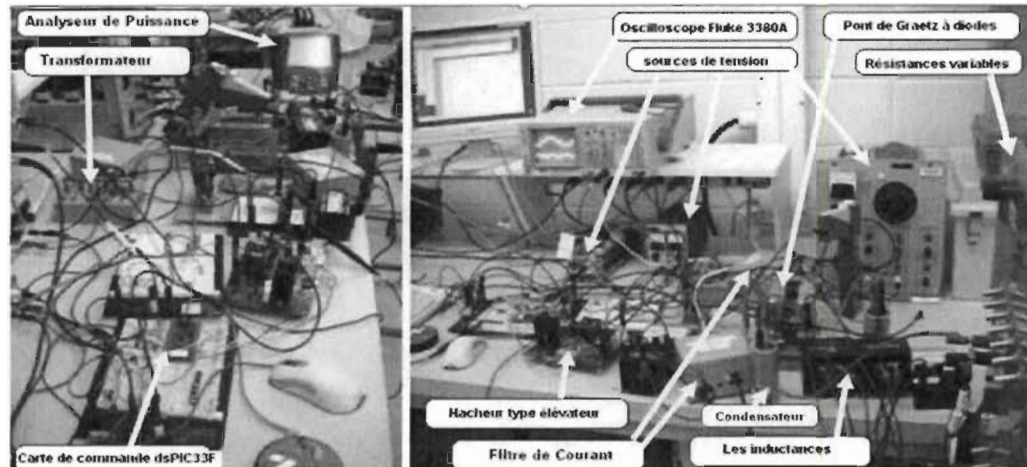 Analyseur de Puissance
Transformateur
Carte de commande dsPIC33F
Oscilloscope Fluke 3380A
Pont de Graetz à diodes
sources de tension
Résistances variables
Hacheur type élévateur
Condensateur
Filtre de Courant
Les inductances